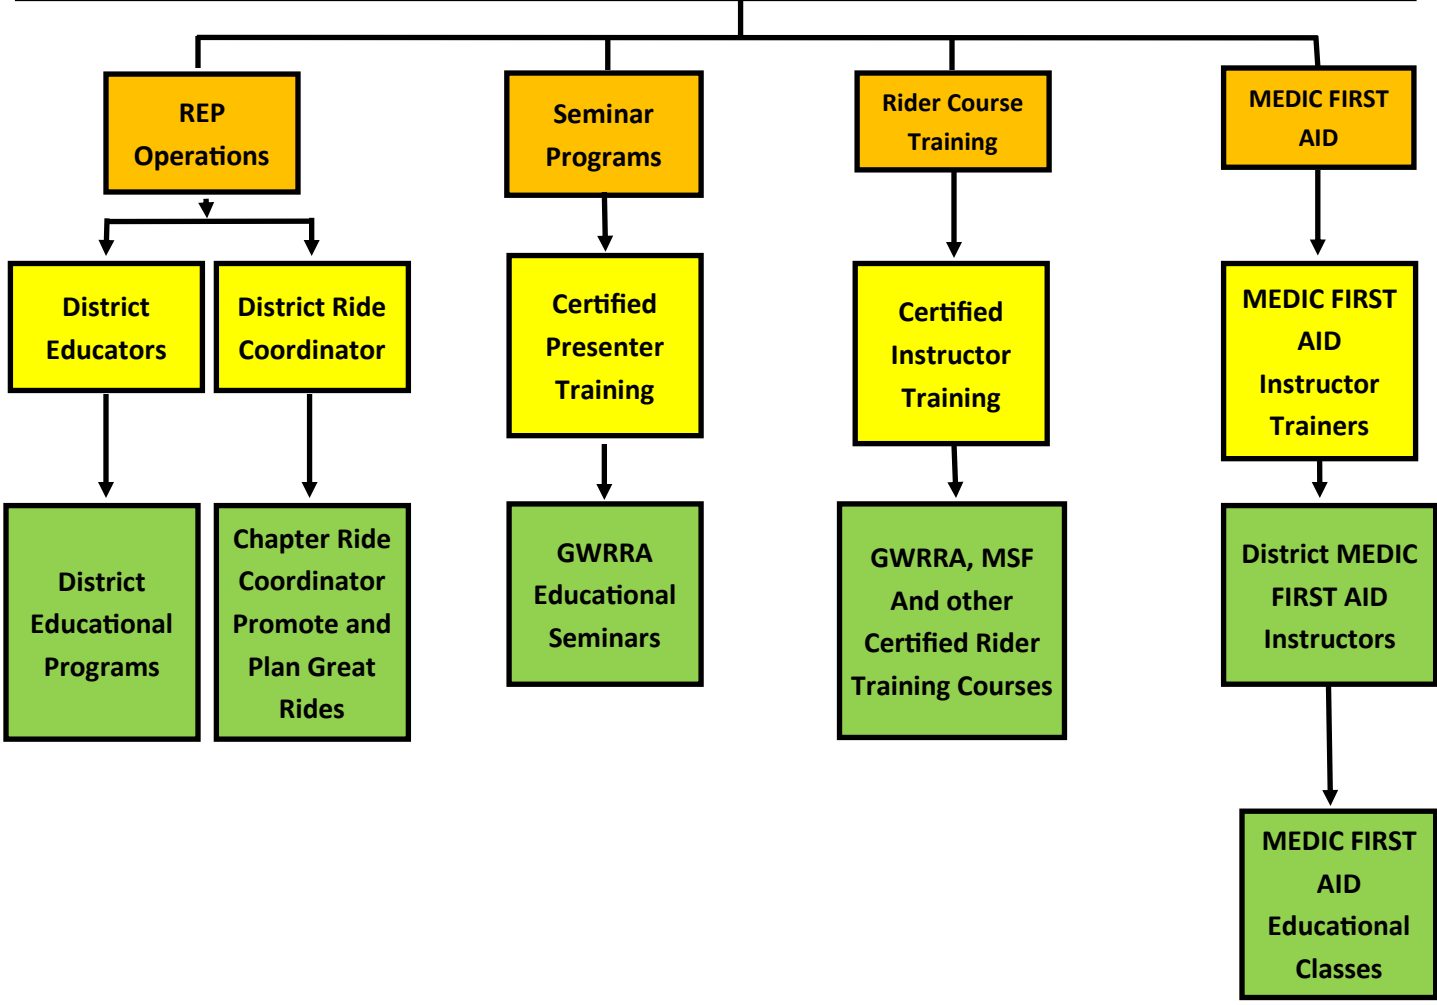 REP
Operations
Seminar
Programs
Rider Course
Training
MEDIC FIRST
AID
District
Educators
District Ride
Coordinator
Certified
Presenter
Training
Certified
Instructor
Training
MEDIC FIRST
AID
Instructor
Trainers
District
Educational
Programs
Chapter Ride
Coordinator
Promote and
Plan Great
Rides
GWRRA
Educational
Seminars
GWRRA, MSF
And other
Certified Rider
Training Courses
District MEDIC
FIRST AID
Instructors
MEDIC FIRST
AID
Educational
Classes